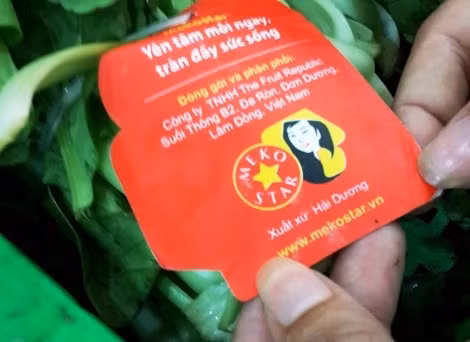 Yên tâm mỗi ngày,
tràn đầy sức sống
Đóng gói và phân phối:
Công ty TNHH The Fruit Republic
Suối Thông B2, Đạ Ròn, Đơn Dương,
Lâm Đồng, Việt Nam
MEKO
STAR
Xuất xứ Hải Dương
www.mekostar.vn